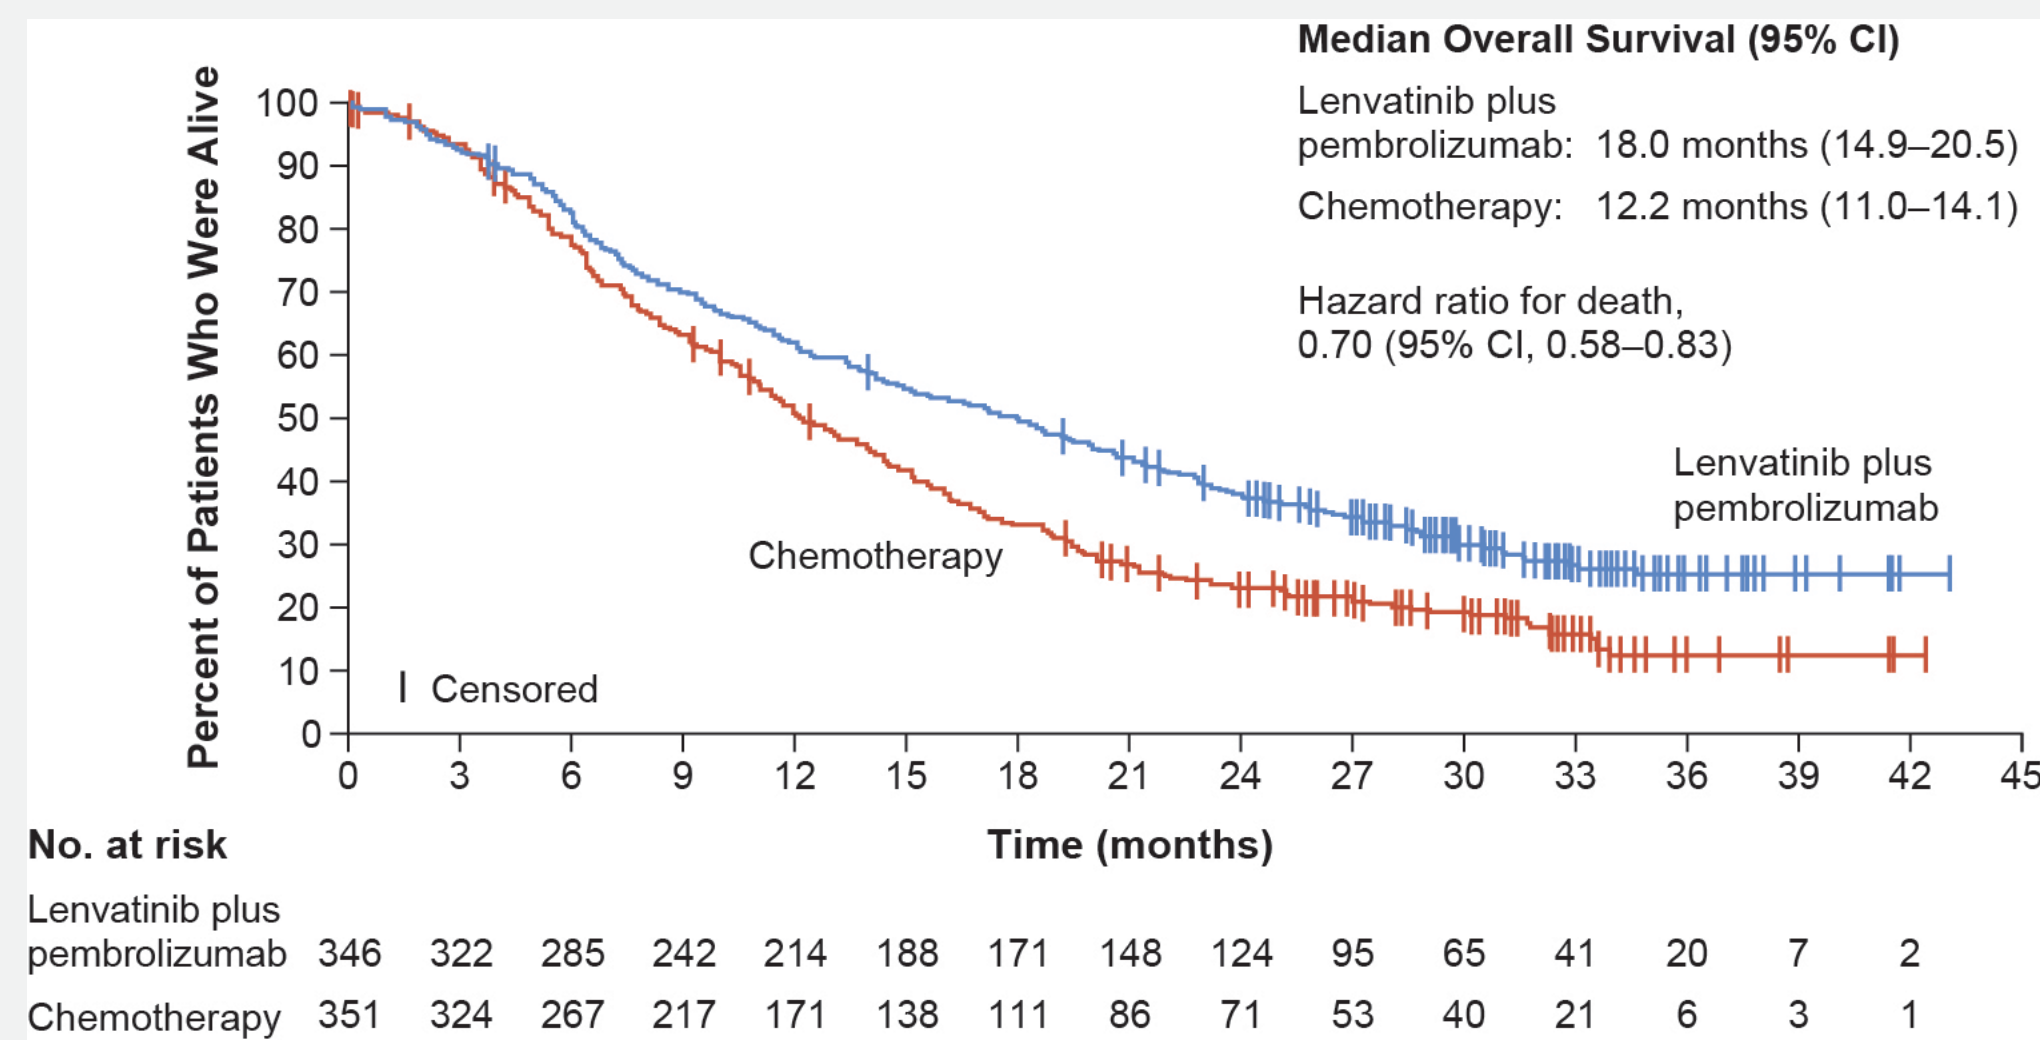 Median Overall Survival (95% CI)
Lenvatinib plus
pembrolizumab: 18.0 months (14.9–20.5)
Chemotherapy: 12.2 months (11.0–14.1)
Hazard ratio for death,
0.70 (95% CI, 0.58–0.83)
Percent of Patients Who Were Alive
100
90
80
70
60
50
40
30
20
10
0
Lenvatinib plus
pembrolizumab
Chemotherapy
Censored
0 3 6 9 12 15 18 21 24 27 30 33 36 39 42 45
Time (months)
No. at risk
Lenvatinib plus
pembrolizumab 346 322 285 242 214 188 171 148 124 95 65 41 20 7 2
Chemotherapy 351 324 267 217 171 138 111 86 71 53 40 21 6 3 1